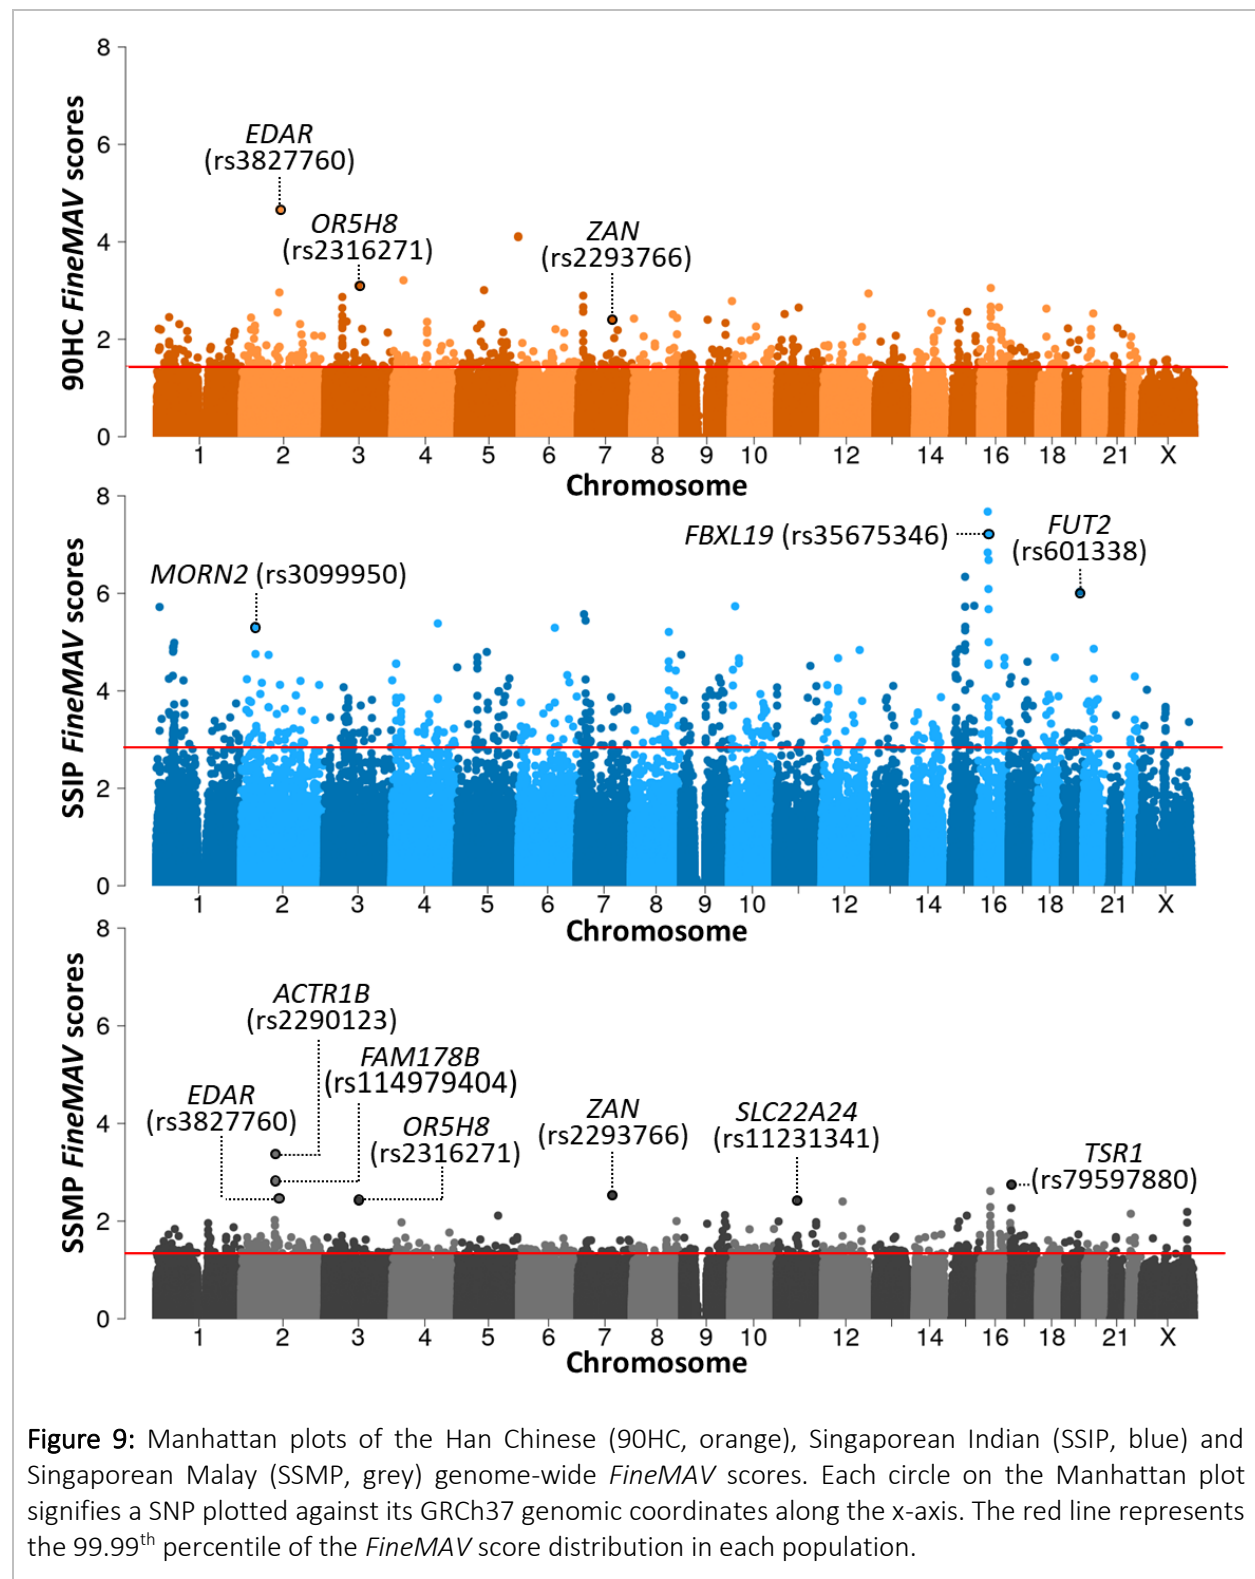 90HC FineMAV scores
8
6
4
2
0
EDAR
(rs3827760)
OR5H8
(rs2316271)
ZAN
(rs2293766)
1 2 3 4 5 6 7 8 9 10 12 14 16 18 21 X
Chromosome
SSIP FineMAV scores
8
6
4
2
0
MORN2 (rs3099950)
FBXL19 (rs35675346)
FUT2
(rs601338)
1 2 3 4 5 6 7 8 9 10 12 14 16 18 21 X
Chromosome
SSMP FineMAV scores
8
6
4
2
0
ACTR1B
(rs2290123)
FAM178B
(rs114979404)
EDAR
(rs3827760)
OR5H8
(rs2316271)
ZAN
(rs2293766)
SLC22A24
(rs11231341)
TSR1
(rs79597880)
1 2 3 4 5 6 7 8 9 10 12 14 16 18 21 X
Chromosome
Figure 9: Manhattan plots of the Han Chinese (90HC, orange), Singaporean Indian (SSIP, blue) and
Singaporean Malay (SSMP, grey) genome-wide FineMAV scores. Each circle on the Manhattan plot
signifies a SNP plotted against its GRCh37 genomic coordinates along the x-axis. The red line represents
the 99.99th percentile of the FineMAV score distribution in each population.